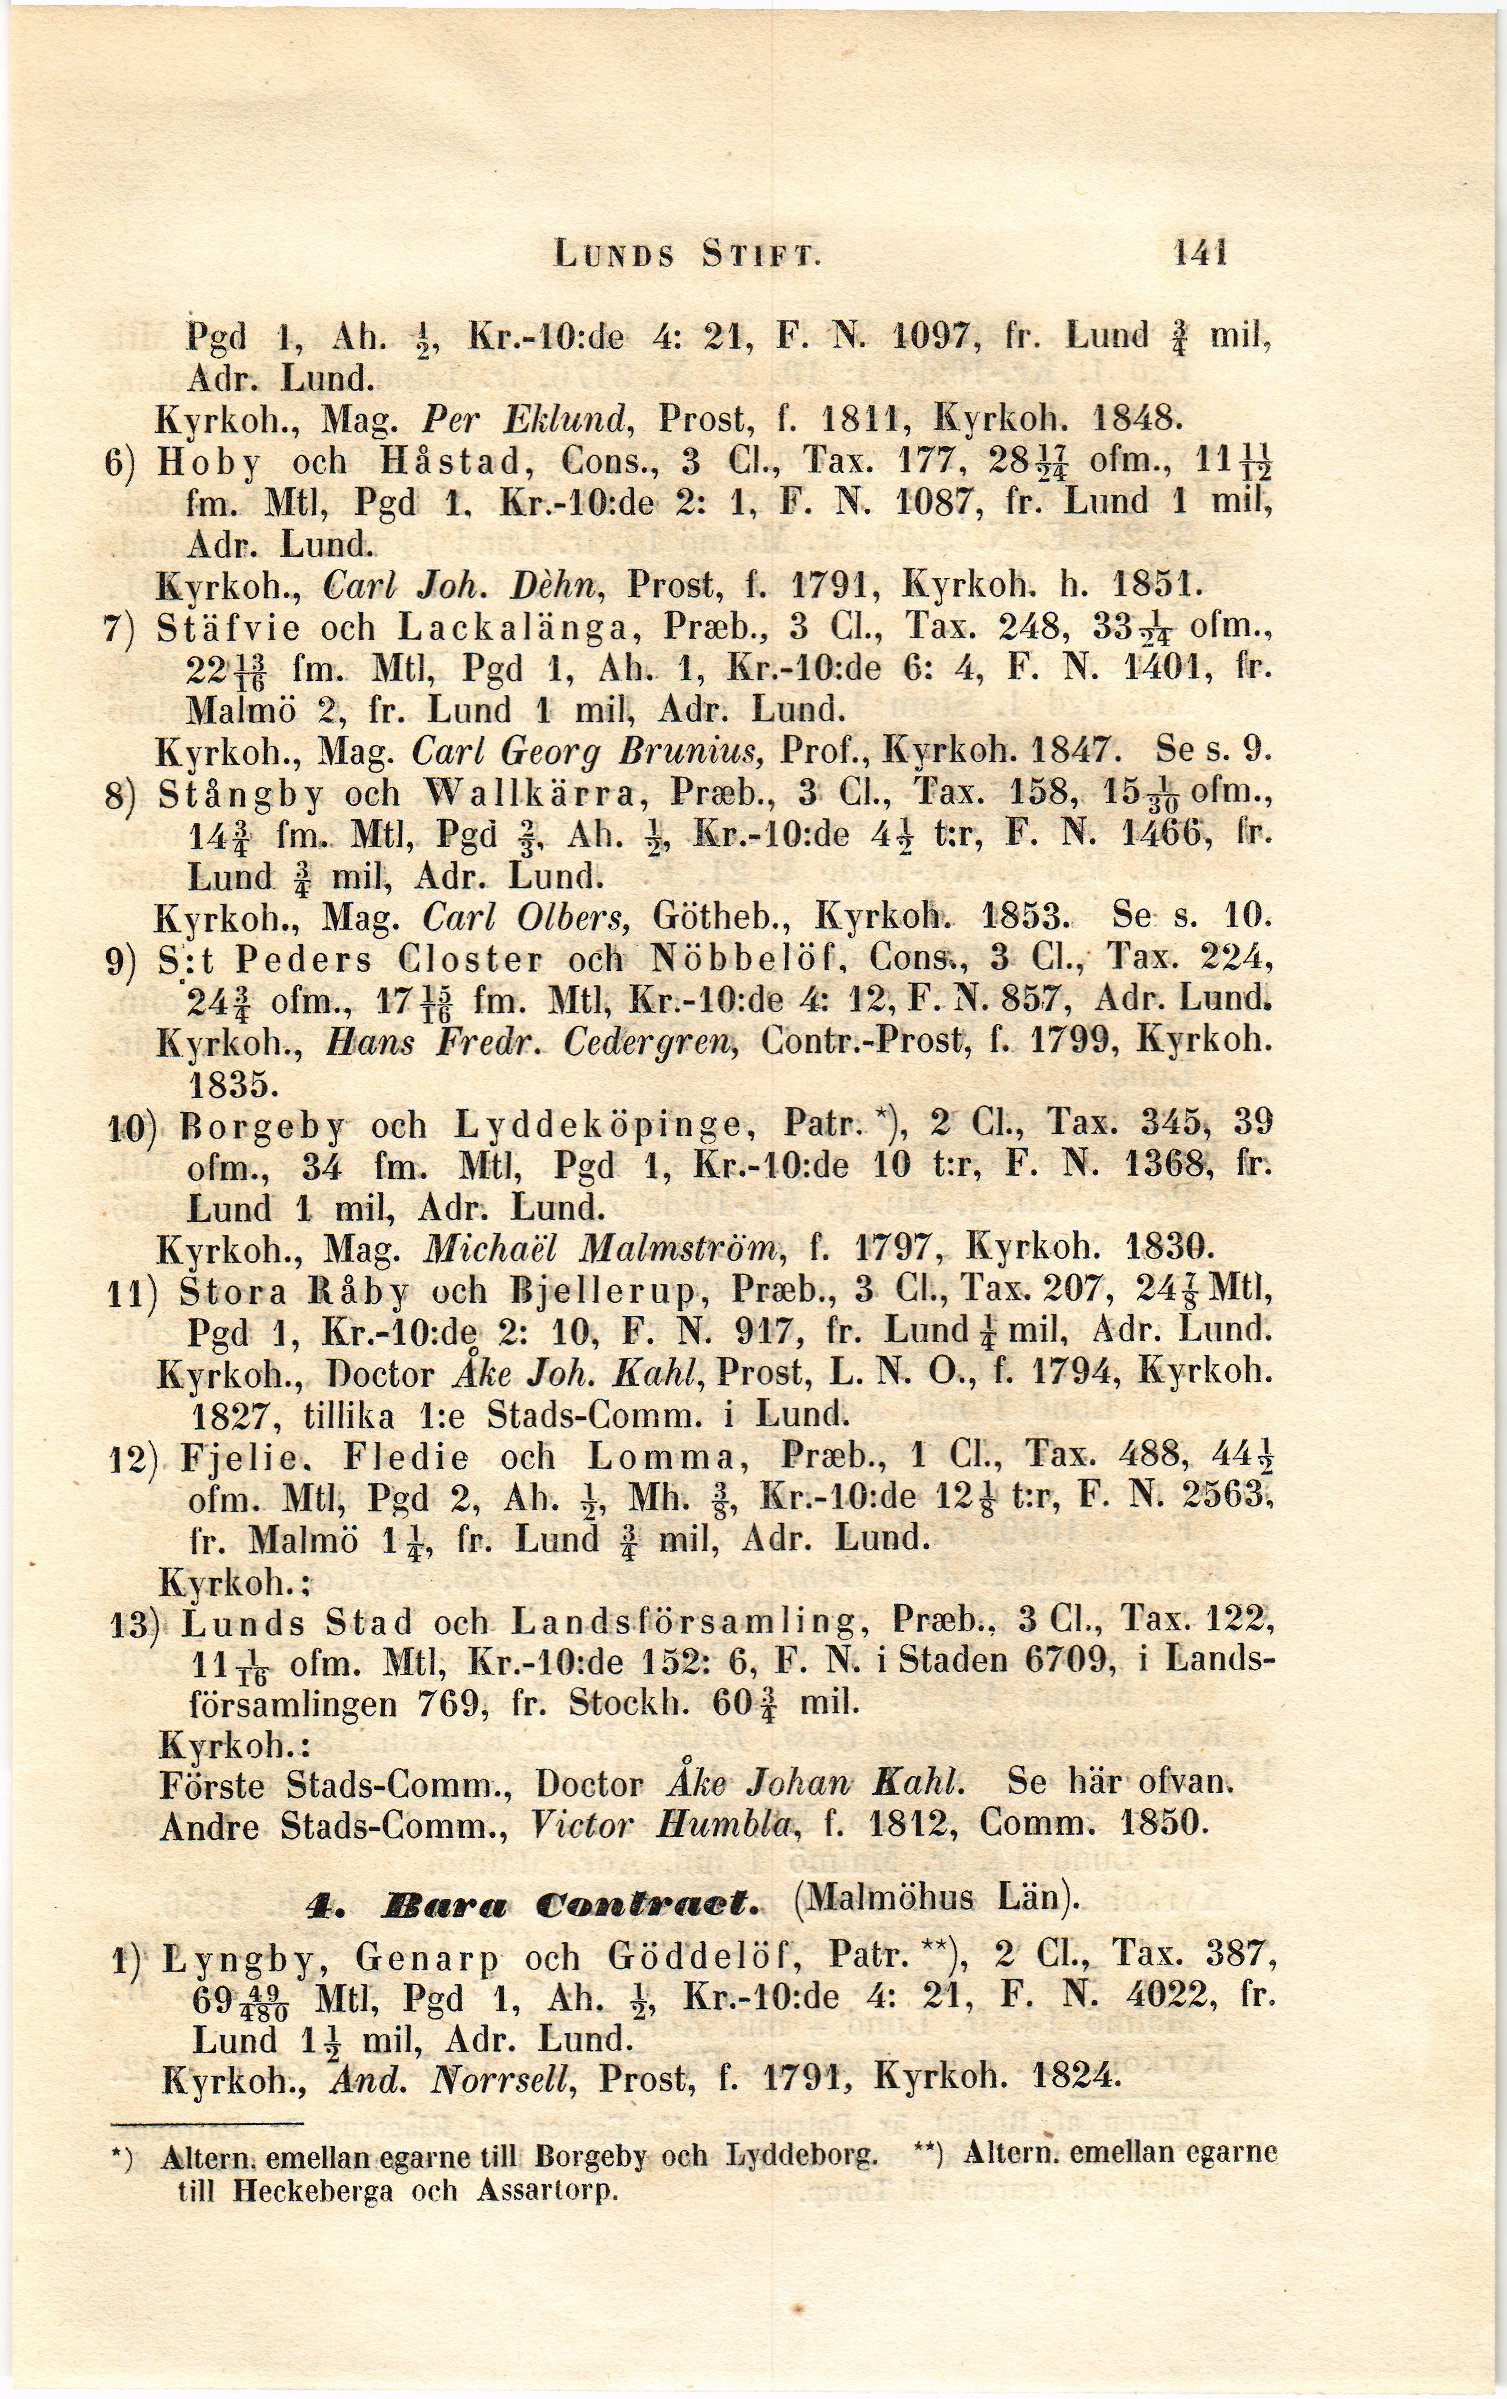 LUNDS STIFT. 141
Pgd 1, Ah. ½, Kr.-10:de 4: 21, F. N. 1097, fr. Lund ¾ mil,
Adr. Lund.
Kyrkoh., Mag. Per Eklund, Prost, f. 1811, Kyrkoh. 1848.
6) Hoby och Håstad, Cons., 3 Cl., Tax. 177, 28 17/24 ofm., 11 11/12
fm. Mtl, Pgd 1, Kr.-10:de 2: 1, F. N. 1087, fr. Lund 1 mil,
Adr. Lund.
Kyrkoh., Carl Joh. Dèhn, Prost, f. 1791, Kyrkoh. h. 1851.
7) Stäfvie och Lackalänga, Præb., 3 Cl., Tax. 248, 33 1/24 ofm.,
22 13/16 fm. Mtl, Pgd 1, Ah. 1, Kr.-10:de 6: 4, F. N. 1401, fr.
Malmö 2, fr. Lund 1 mil, Adr. Lund.
Kyrkoh., Mag. Carl Georg Brunius, Prof., Kyrkoh. 1847. Se s. 9.
8) Stångby och Wallkärra, Præb., 3 Cl., Tax. 158, 15 1/30 ofm.,
14¾ fm. Mtl, Pgd ⅔, Ah. ½, Kr.-10:de 4½ t:r, F. N. 1466, fr.
Lund ¾ mil, Adr. Lund.
Kyrkoh., Mag. Carl Olbers, Götheb., Kyrkoh. 1853. Se s. 10.
9) S:t Peders Closter och Nöbbelöf, Cons., 3 Cl., Tax. 224,
24¾ ofm., 17 15/16 fm. Mtl, Kr.-10:de 4: 12, F. N. 857, Adr. Lund.
Kyrkoh., Hans Fredr. Cedergren, Contr.-Prost, f. 1799, Kyrkoh.
1835.
10) Borgeby och Lyddeköpinge, Patr. *), 2 Cl., Tax. 345, 39
ofm., 34 fm. Mtl, Pgd 1, Kr.-10:de 10 t:r, F. N. 1368, fr.
Lund 1 mil, Adr. Lund.
Kyrkoh., Mag. Michaël Malmström, f. 1797, Kyrkoh. 1830.
11) Stora Råby och Bjellerup, Præb., 3 Cl., Tax. 207, 24⅞ Mtl,
Pgd 1, Kr.-10:de 2: 10, F. N. 917, fr. Lund ¼ mil, Adr. Lund.
Kyrkoh., Doctor Åke Joh. Kahl, Prost, L. N. O., f. 1794, Kyrkoh.
1827, tillika 1:e Stads-Comm. i Lund.
12) Fjelie, Fledie och Lomma, Præb., 1 Cl., Tax. 488, 44½
ofm. Mtl, Pgd 2, Ah. ½, Mh. ⅜, Kr.-10:de 12⅛ t:r, F. N. 2563,
fr. Malmö 1¼, fr. Lund ¾ mil, Adr. Lund.
Kyrkoh.:
13) Lunds Stad och Landsförsamling, Præb., 3 Cl., Tax. 122,
11 1/16 ofm. Mtl, Kr.-10:de 152: 6, F. N. i Staden 6709, i Lands-
församlingen 769, fr. Stockh. 60¾ mil.
Kyrkoh.:
Förste Stads-Comm., Doctor Åke Johan Kahl. Se här ofvan.
Andre Stads-Comm., Victor Humbla, f. 1812, Comm. 1850.
4. Bara Contract. (Malmöhus Län).
1) Lyngby, Genarp och Göddelöf, Patr. **), 2 Cl., Tax. 387,
69 49/480 Mtl, Pgd 1, Ah. ½, Kr.-10:de 4: 21, F. N. 4022, fr.
Lund 1½ mil, Adr. Lund.
Kyrkoh., And. Norrsell, Prost, f. 1791, Kyrkoh. 1824.
*) Altern. emellan egarne till Borgeby och Lyddeborg. **) Altern. emellan egarne
till Heckeberga och Assartorp.